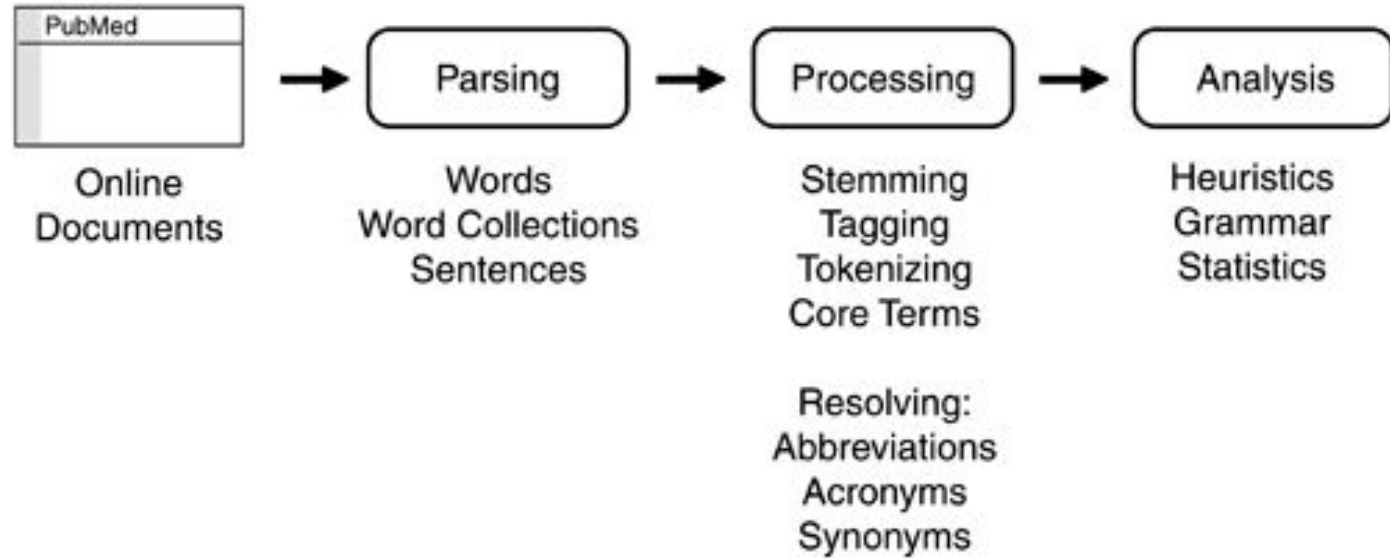 PubMed
Parsing
Processing
Analysis
Online
Documents
Words
Word Collections
Sentences
Stemming
Tagging
Tokenizing
Core Terms
Resolving:
Abbreviations
Acronyms
Synonyms
Heuristics
Grammar
Statistics